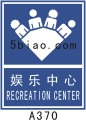 5biao.com
娱乐中心
RECREATION CENTER
A370